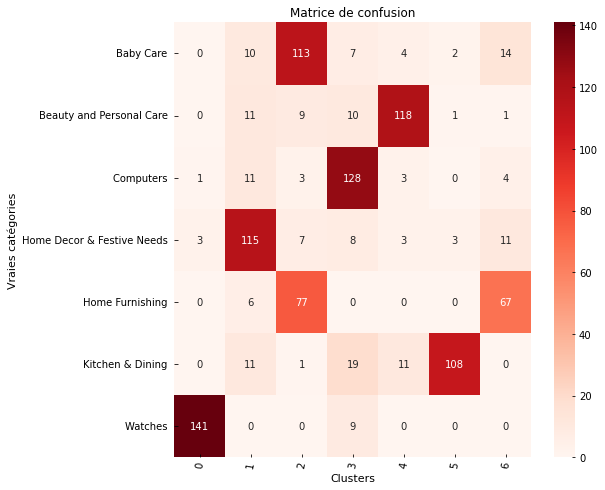 Matrice de confusion
Vraies catégories
Baby Care 0 10 113 7 4 2 14
Beauty and Personal Care 0 11 9 10 118 1 1
Computers 1 11 3 128 3 0 4
Home Decor & Festive Needs 3 115 7 8 3 3 11
Home Furnishing 0 6 77 0 0 0 67
Kitchen & Dining 0 11 1 19 11 108 0
Watches 141 0 0 9 0 0 0
0 1 2 3 4 5 6
Clusters
140
120
100
80
60
40
20
0